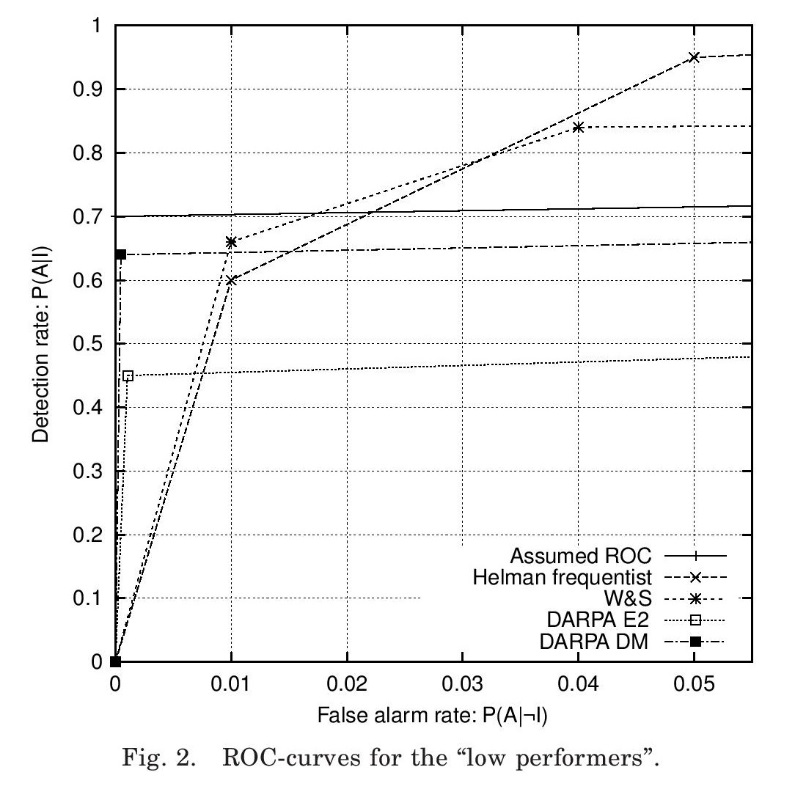 1
0.9
0.8
0.7
0.6
0.5
0.4
0.3
0.2
0.1
0
Detection rate: P(A|I)
Assumed ROC
Helman frequentist
W&S
DARPA E2
DARPA DM
0 0.01 0.02 0.03 0.04 0.05
False alarm rate: P(A|¬I)
Fig. 2. ROC-curves for the “low performers”.